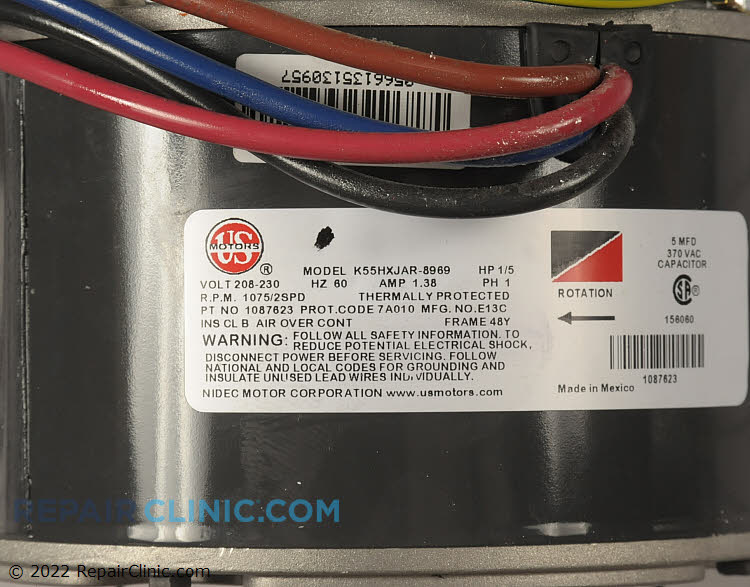 0566135130957
US
MOTORS
®
MODEL K55HXJAR-8969 HP 1/5
VOLT 208-230 HZ 60 AMP 1.38 PH 1
R.P.M. 1075/2SPD THERMALLY PROTECTED
PT NO 1087623 PROT.CODE 7A010 MFG. NO.E13C
INS CL B AIR OVER CONT FRAME 48Y
WARNING: FOLLOW ALL SAFETY INFORMATION. TO
REDUCE POTENTIAL ELECTRICAL SHOCK,
DISCONNECT POWER BEFORE SERVICING. FOLLOW
NATIONAL AND LOCAL CODES FOR GROUNDING AND
INSULATE UNUSED LEAD WIRES INDIVIDUALLY.
NIDEC MOTOR CORPORATION www.usmotors.com
ROTATION
5 MFD
370 VAC
CAPACITOR
156060
1087623
Made in Mexico
REPAIRCLINIC.COM
© 2022 RepairClinic.com